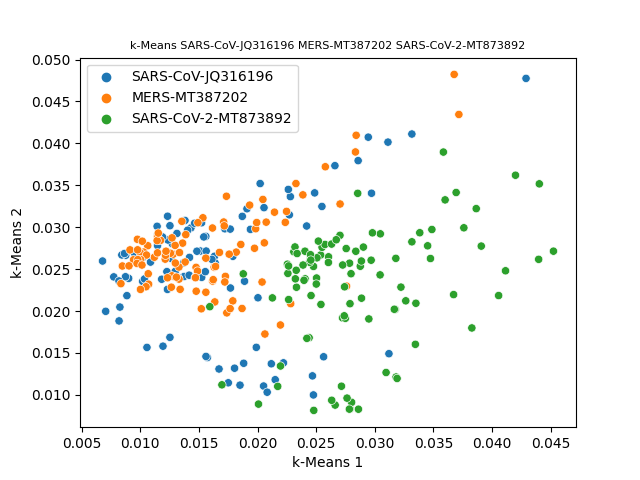 k-Means SARS-CoV-JQ316196 MERS-MT387202 SARS-CoV-2-MT873892
0.050
0.045
0.040
0.035
0.030
0.025
0.020
0.015
0.010
k-Means 2
SARS-CoV-JQ316196
MERS-MT387202
SARS-CoV-2-MT873892
0.005 0.010 0.015 0.020 0.025 0.030 0.035 0.040 0.045
k-Means 1